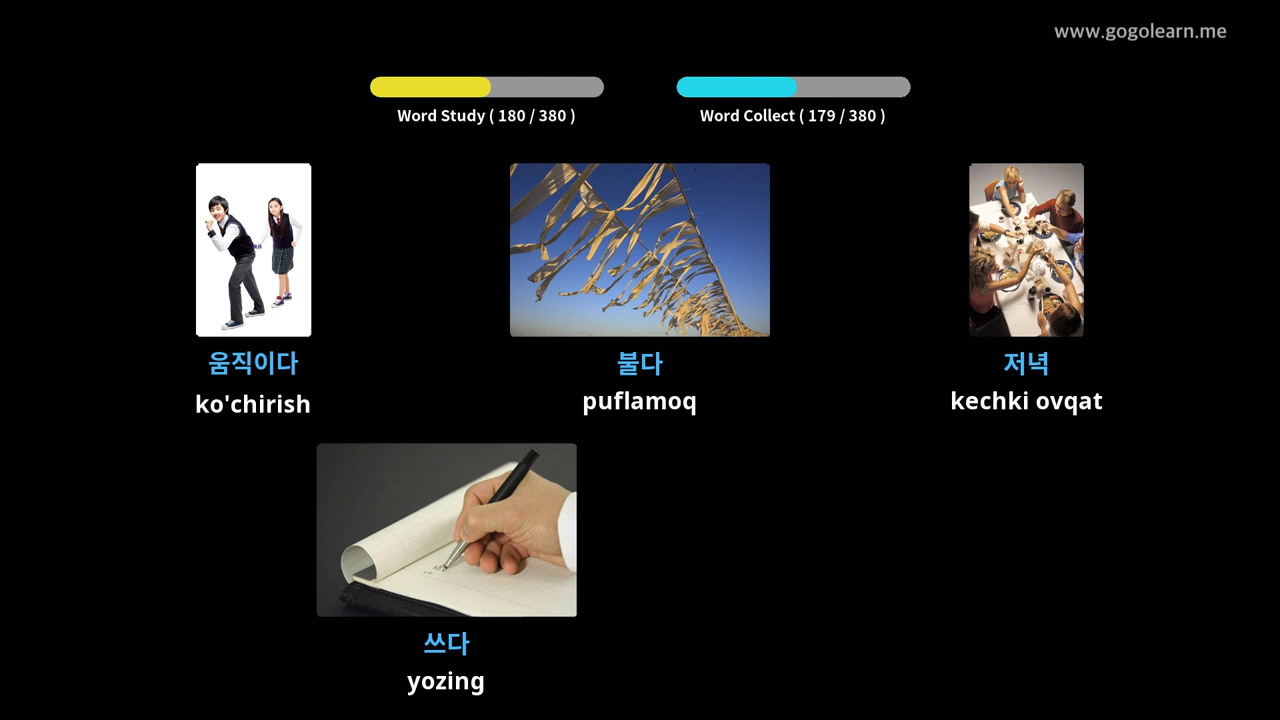 www.gogolearn.me
Word Study ( 180 / 380 )
Word Collect ( 179 / 380 )
움직이다
불다
저녁
ko'chirish
puflamoq
kechki ovqat
쓰다
yozing